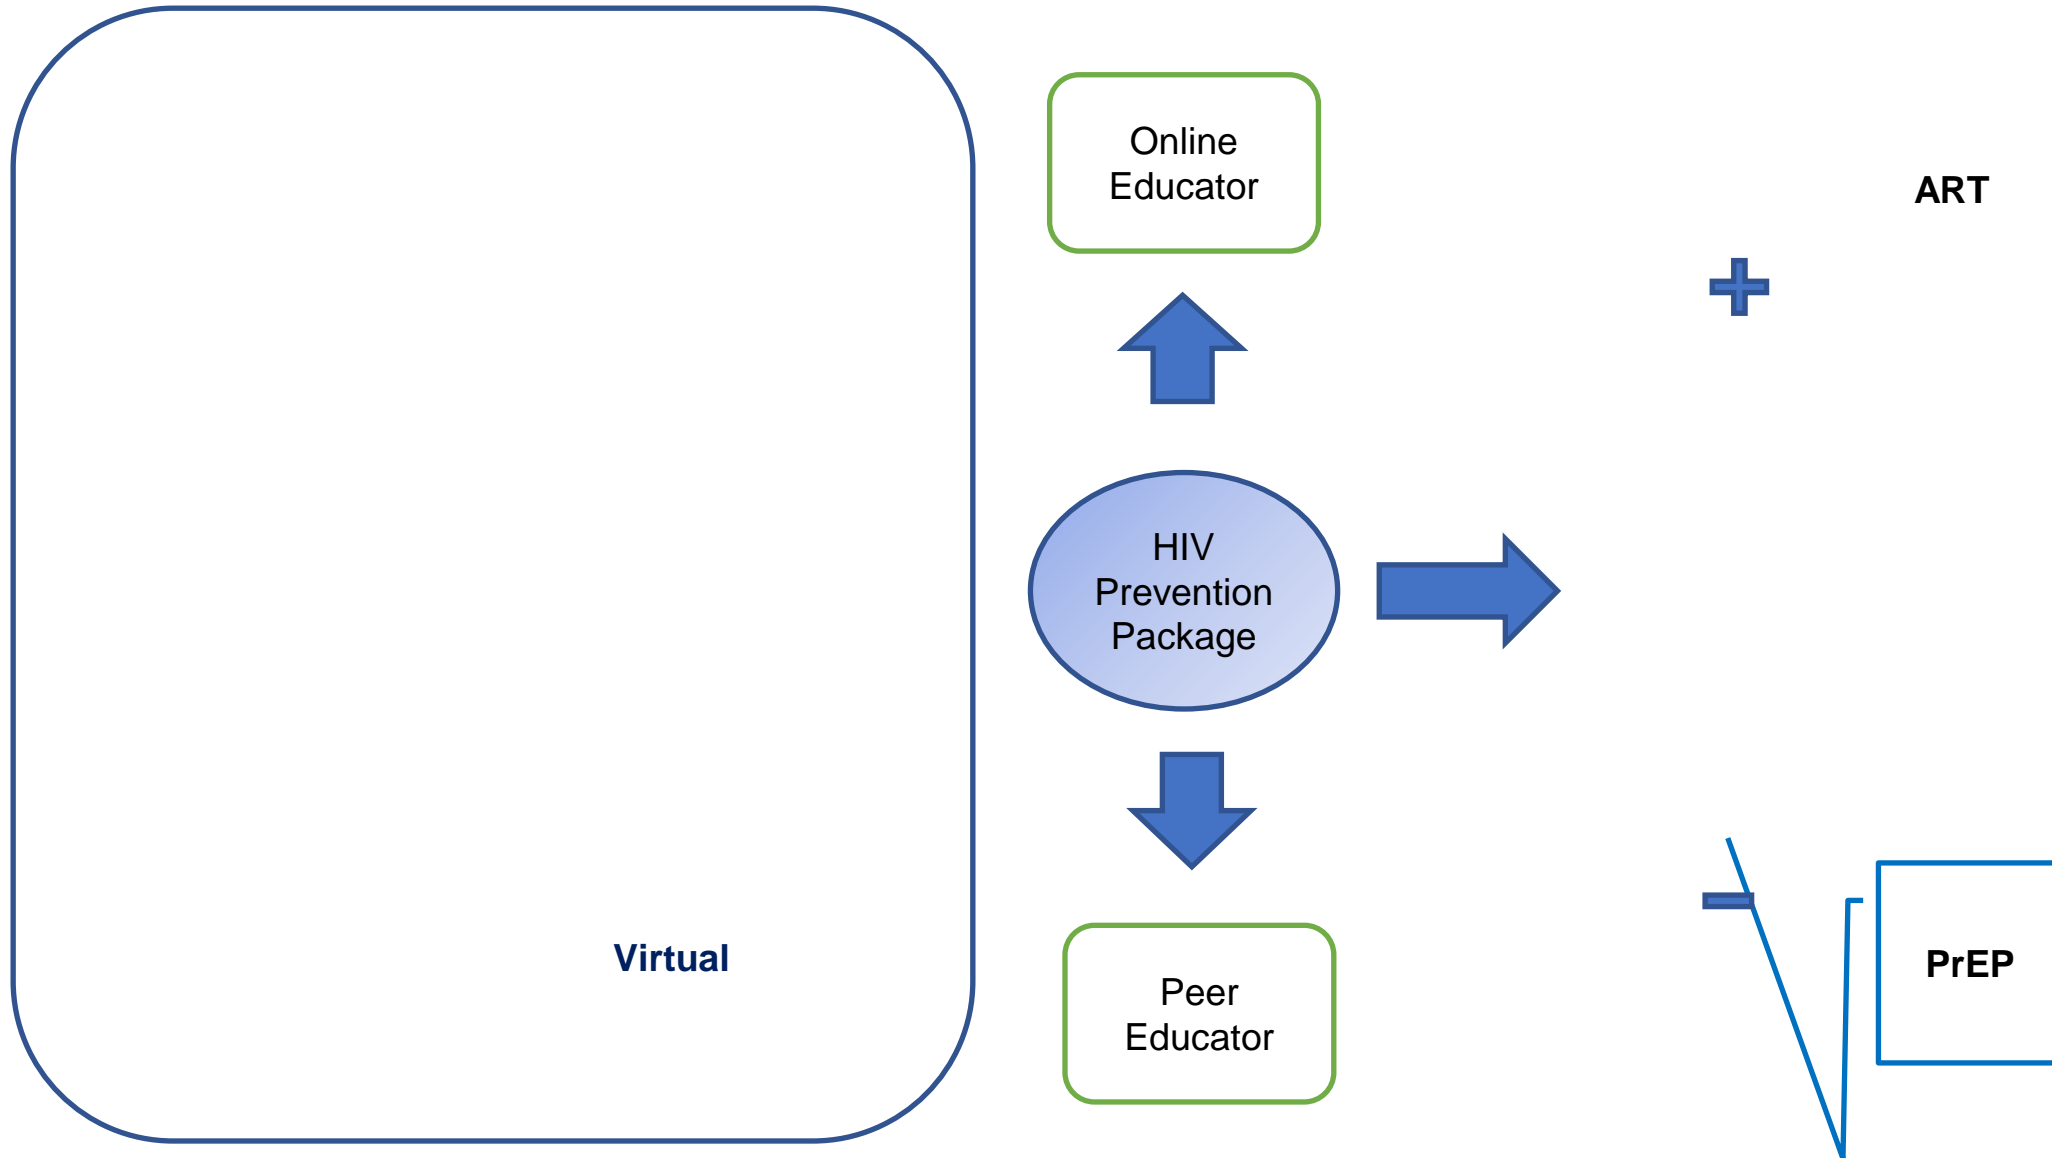 Online
Educator
ART
HIV
Prevention
Package
Virtual
PrEP
Peer
Educator